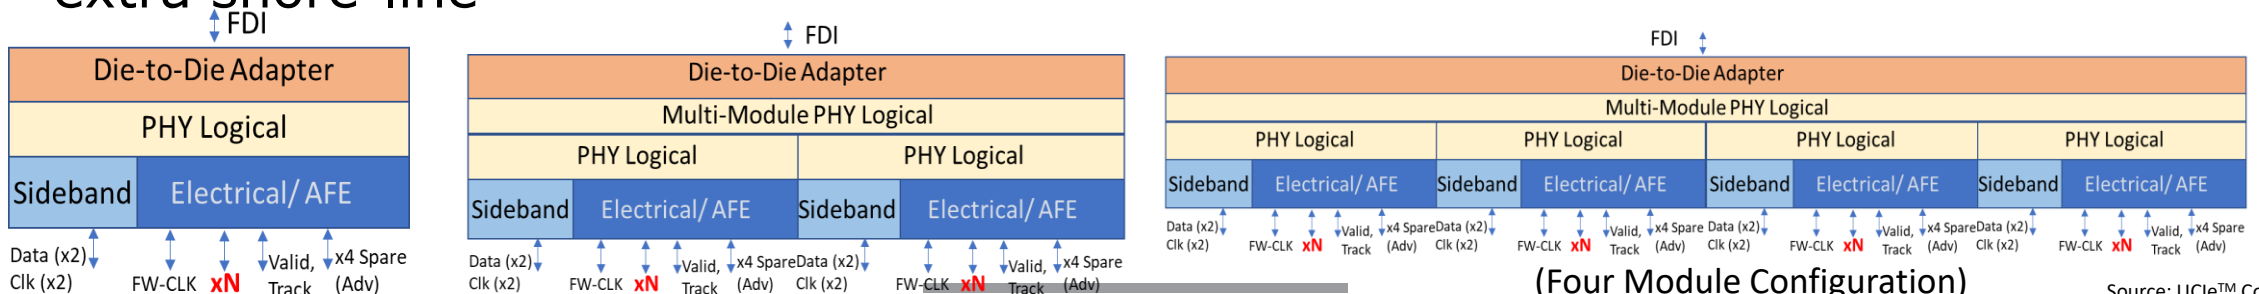 extra shore-line
FDI
Die-to-Die Adapter
PHY Logical
Sideband Electrical/ AFE
Data (x2)
Clk (x2)
FW-CLK xN
Valid,
Track
x4 Spare
(Adv)
FDI
Die-to-Die Adapter
Multi-Module PHY Logical
PHY Logical PHY Logical
Sideband Electrical/ AFE Sideband Electrical/ AFE
Data (x2)
Clk (x2)
FW-CLK xN
Valid,
Track
x4 Spare
(Adv)
Data (x2)
Clk (x2)
FW-CLK xN
Valid,
Track
x4 Spare
(Adv)
FDI
Die-to-Die Adapter
Multi-Module PHY Logical
PHY Logical PHY Logical PHY Logical PHY Logical
Sideband Electrical/ AFE Sideband Electrical/ AFE Sideband Electrical/ AFE Sideband Electrical/ AFE
Data (x2)
Clk (x2)
FW-CLK xN
Valid,
Track
x4 Spare
(Adv)
Data (x2)
Clk (x2)
FW-CLK xN
Valid,
Track
x4 Spare
(Adv)
Data (x2)
Clk (x2)
FW-CLK xN
Valid,
Track
x4 Spare
(Adv)
Data (x2)
Clk (x2)
FW-CLK xN
Valid,
Track
x4 Spare
(Adv)
(Four Module Configuration)
Source: UCIe™ Co